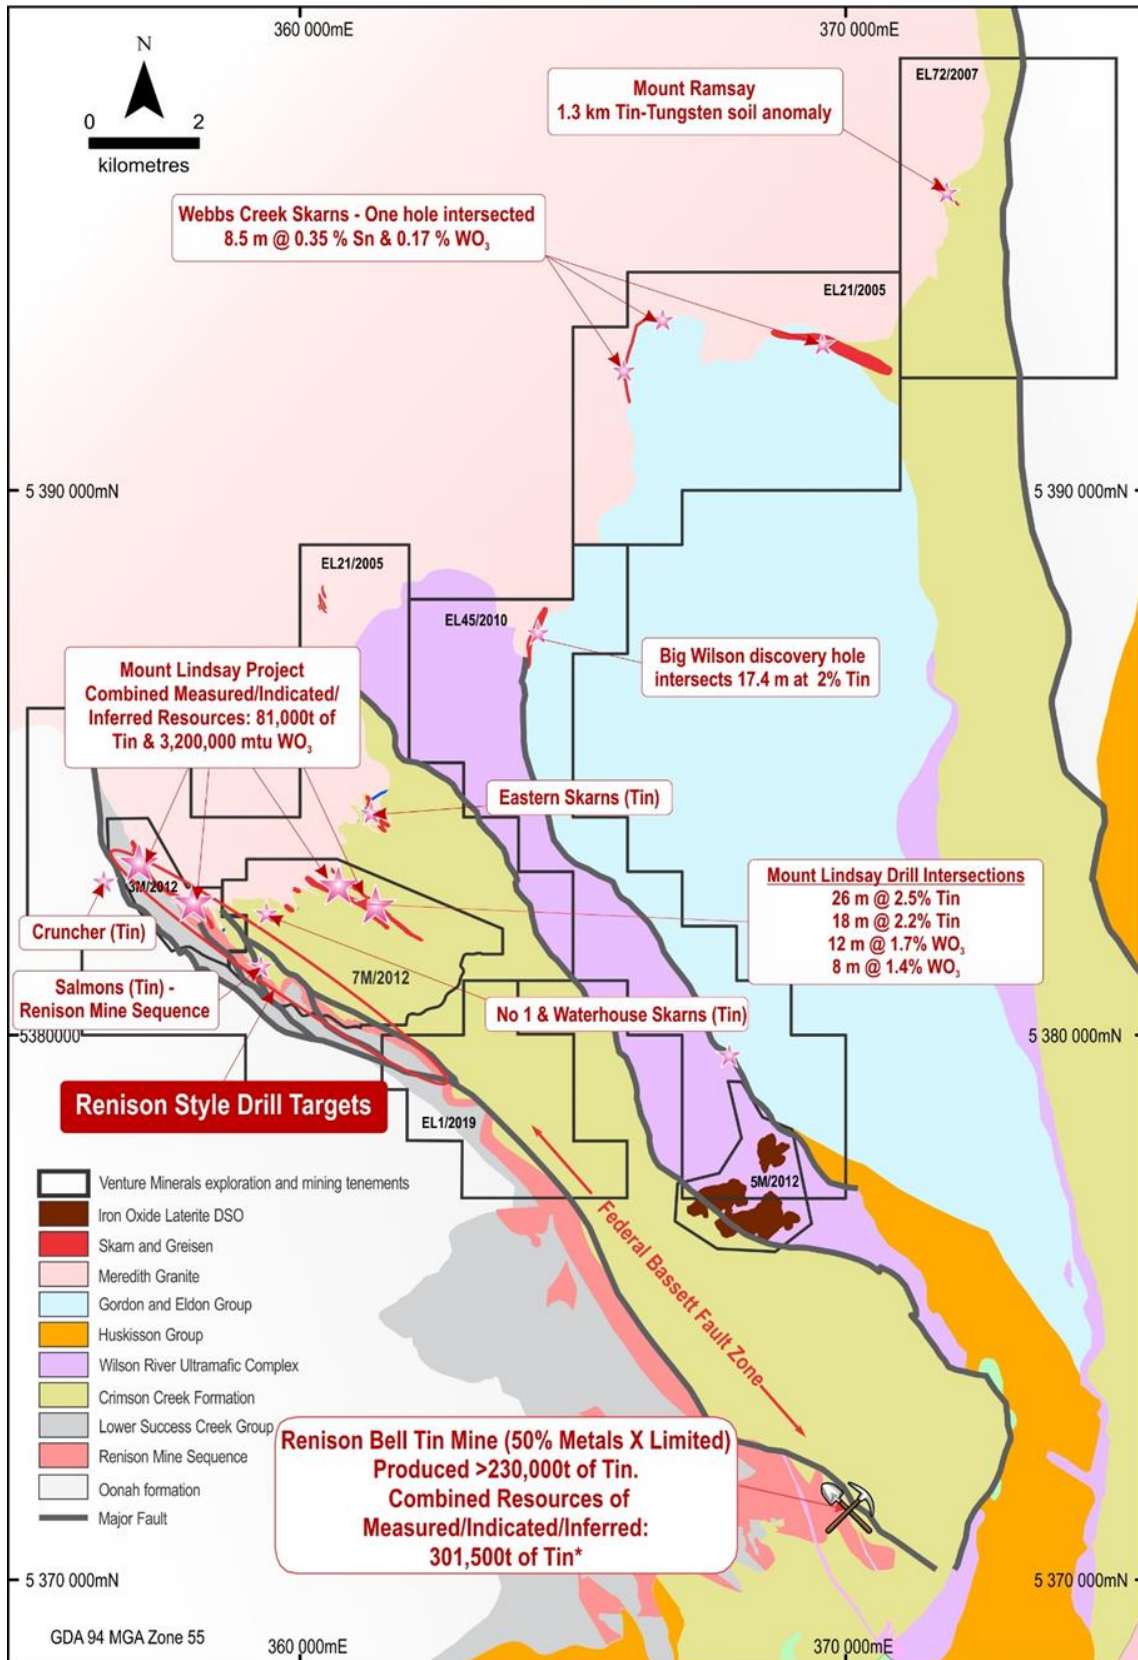 360 000mE
370 000mE
N
0 2
kilometres
EL72/2007
Mount Ramsay
1.3 km Tin-Tungsten soil anomaly
Webbs Creek Skarns - One hole intersected
8.5 m @ 0.35 % Sn & 0.17 % WO₃
EL21/2005
5 390 000mN
5 390 000mN
EL21/2005
EL45/2010
Big Wilson discovery hole
intersects 17.4 m at 2% Tin
Mount Lindsay Project
Combined Measured/Indicated/
Inferred Resources: 81,000t of
Tin & 3,200,000 mtu WO₃
Eastern Skarns (Tin)
3M/2012
Mount Lindsay Drill Intersections
26 m @ 2.5% Tin
18 m @ 2.2% Tin
12 m @ 1.7% WO₃
8 m @ 1.4% WO₃
Cruncher (Tin)
7M/2012
Salmons (Tin) -
Renison Mine Sequence
No 1 & Waterhouse Skarns (Tin)
5380000
5 380 000mN
Renison Style Drill Targets
EL1/2019
5M/2012
Federal Bassett Fault Zone
Venture Minerals exploration and mining tenements
Iron Oxide Laterite DSO
Skarn and Greisen
Meredith Granite
Gordon and Eldon Group
Huskisson Group
Wilson River Ultramafic Complex
Crimson Creek Formation
Lower Success Creek Group
Renison Mine Sequence
Oonah formation
Major Fault
Renison Bell Tin Mine (50% Metals X Limited)
Produced >230,000t of Tin.
Combined Resources of
Measured/Indicated/Inferred:
301,500t of Tin*
5 370 000mN
5 370 000mN
GDA 94 MGA Zone 55
360 000mE
370 000mE